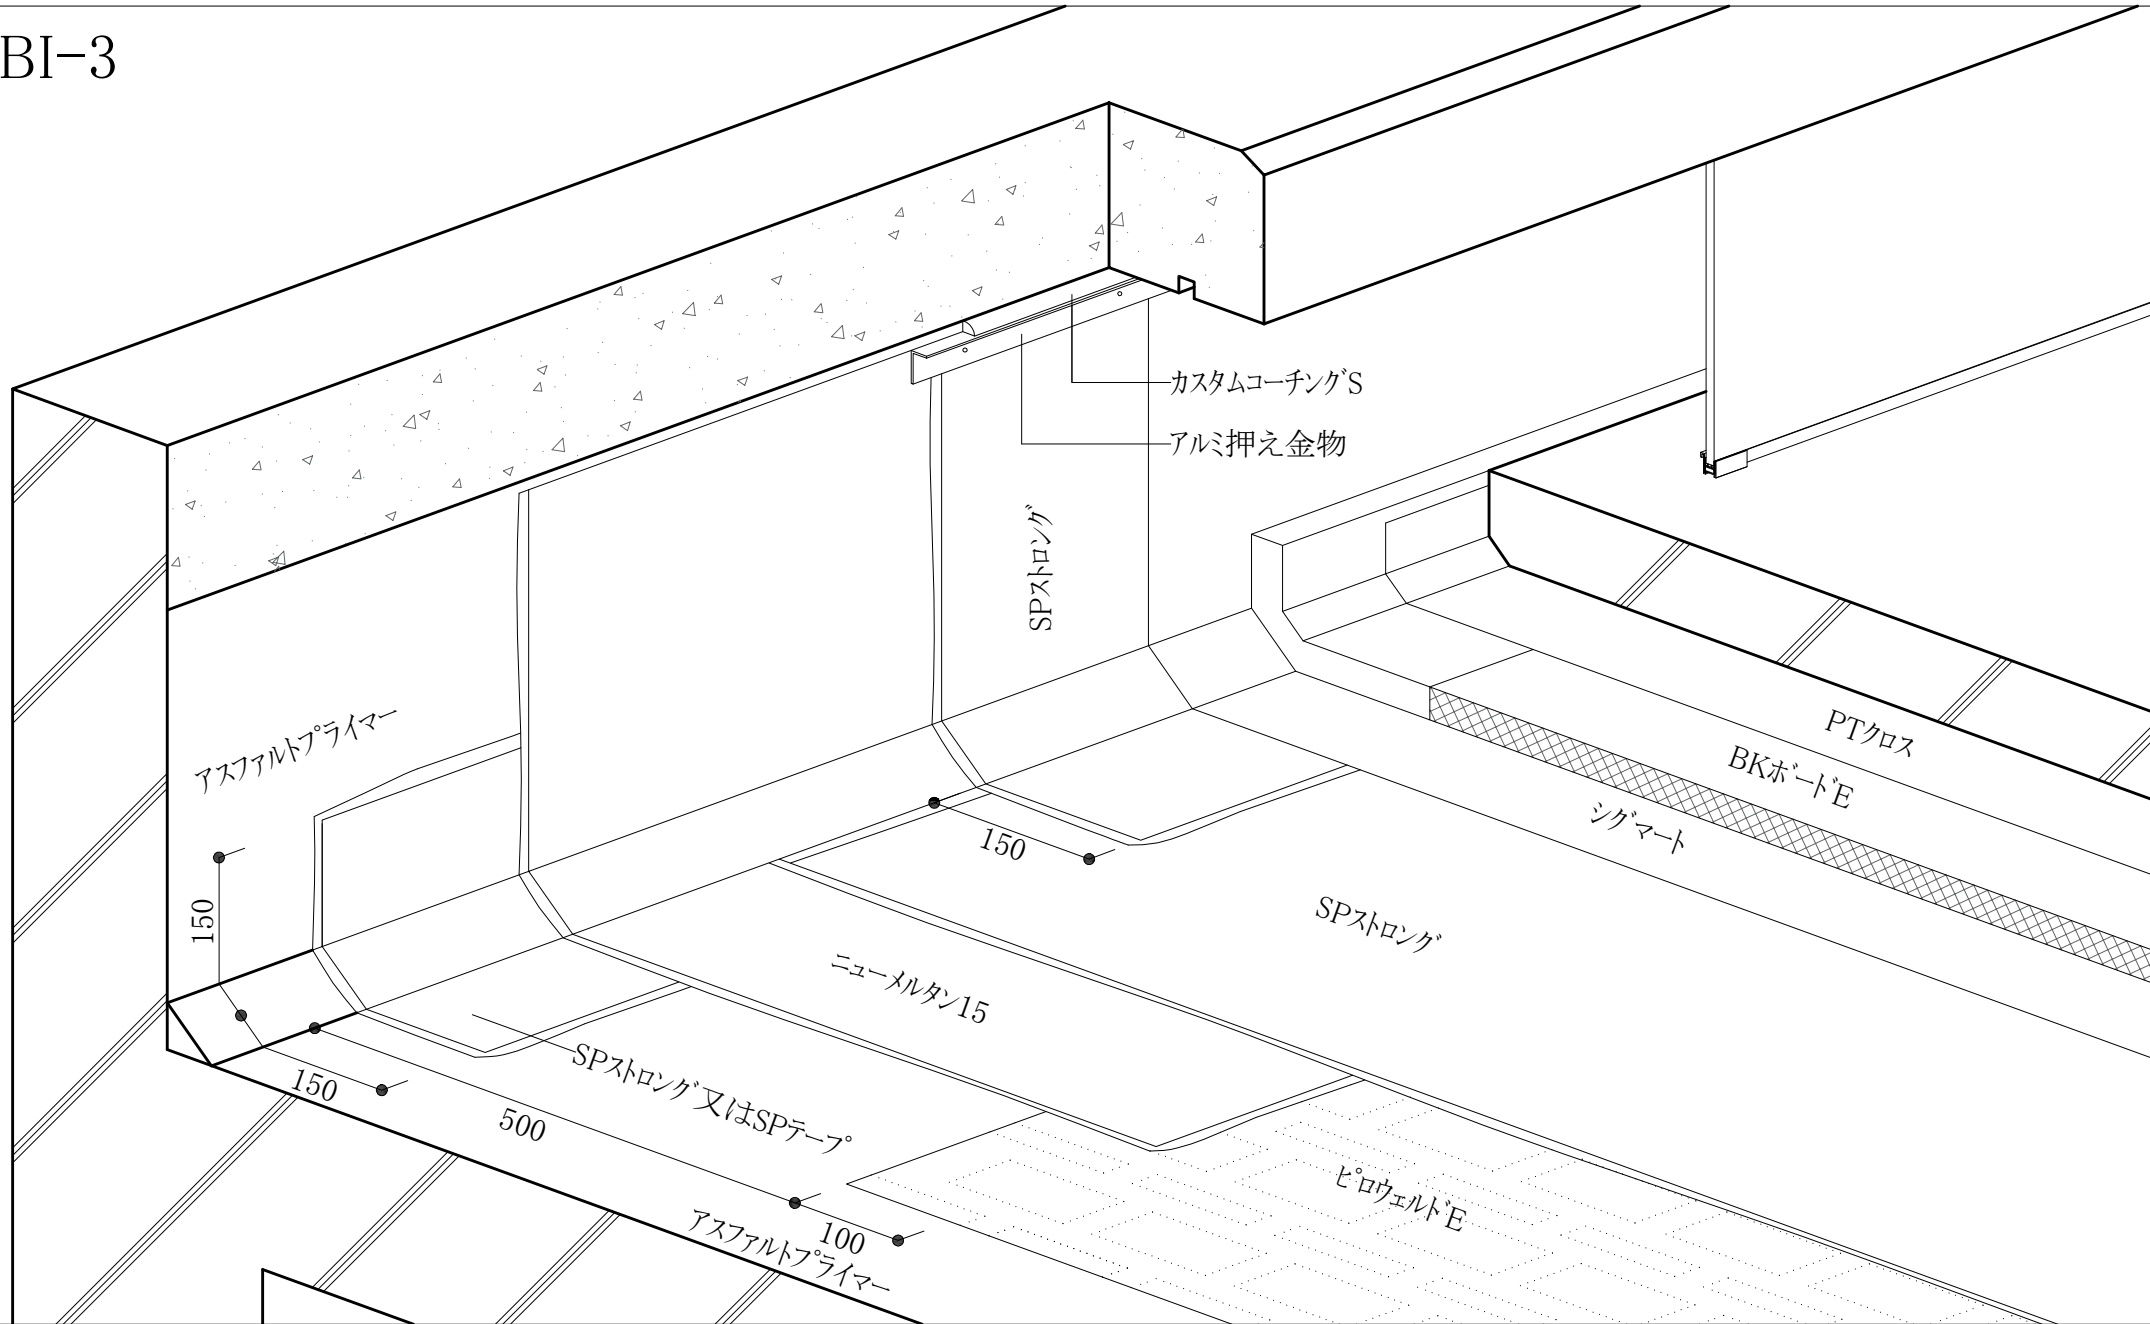 BI-3
カスタムコーチングS
アルミ押え金物
SPストロング
アスファルトプライマー
PTクロス
BKボードE
シグマート
150
150
SPストロング
ニューメルタン15
SPストロング又はSPテープ
150
500
100
ピロウェルドE
アスファルトプライマー